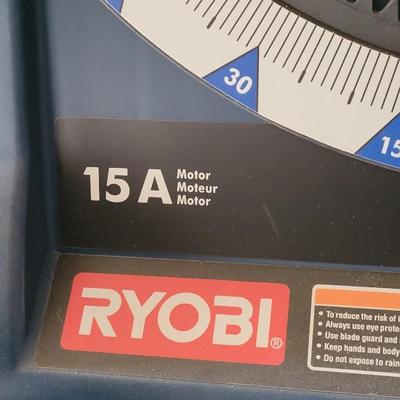 30
15
15 A Motor
Moteur
Motor
RYOBI®
• To reduce the risk of
• Always use eye
• Use blade guard and
• Keep hands and body
• Do not expose to rain